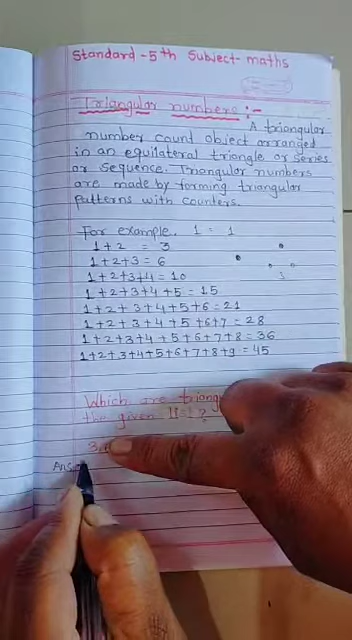 Standard -5th Subject- maths
Triangular numbers :-
A triangular
number count object arranged
in an equilateral triangle or series
or sequence. Triangular numbers
are made by forming triangular
patterns with counters.
For example. 1 = 1
1+2 = 3
1+2+3 = 6
1+2+3+4 = 10
3
1+2+3+4+5 = 15
1+2+3+4+5+6 = 21
1+2+3+4+5+6+7 = 28
1+2+3+4+5+6+7+8 = 36
1+2+3+4+5+6+7+8+9 = 45
Which are
the given
?
3,
Ans